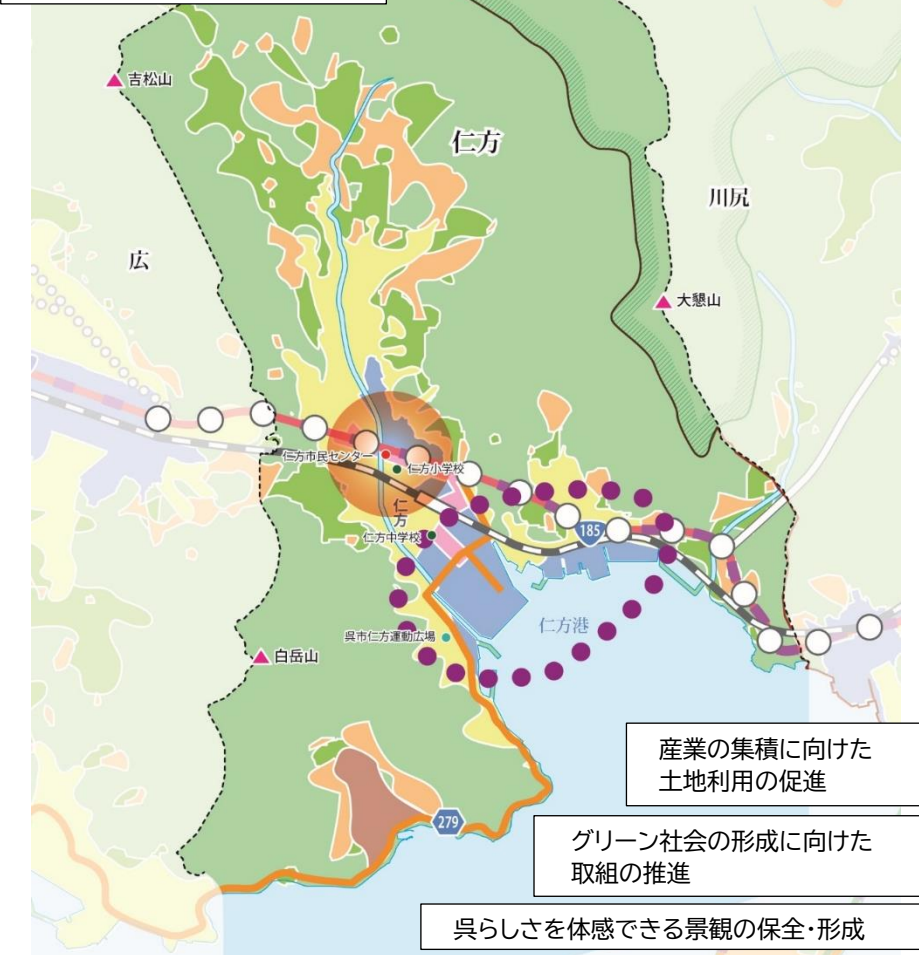 吉松山
仁方
川尻
広
大懇山
仁方市民センター
仁方小学校
仁方
仁方中学校
185
仁方港
呉市仁方運動広場
白岳山
産業の集積に向けた
土地利用の促進
279
グリーン社会の形成に向けた
取組の推進
呉らしさを体感できる景観の保全・形成